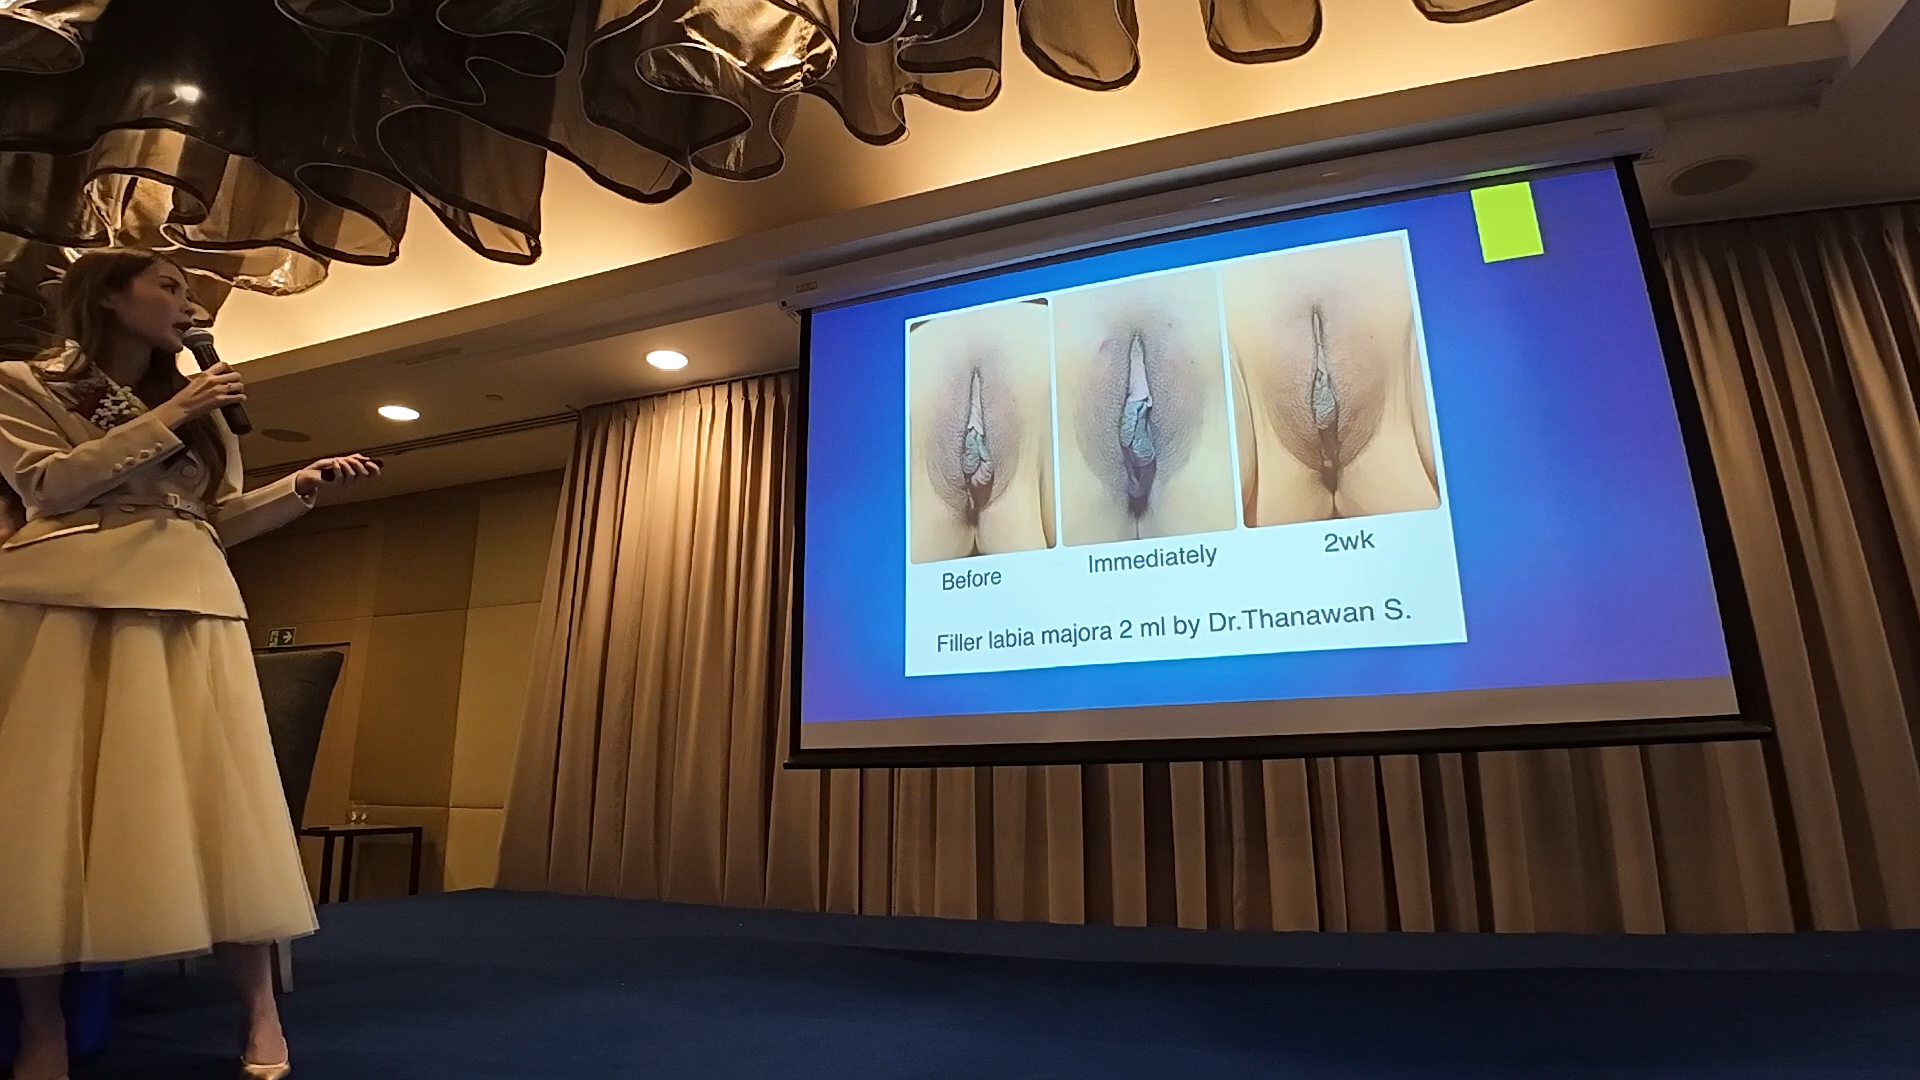 Before
Immediately
2wk
Filler labia majora 2 ml by Dr.Thanawan S.